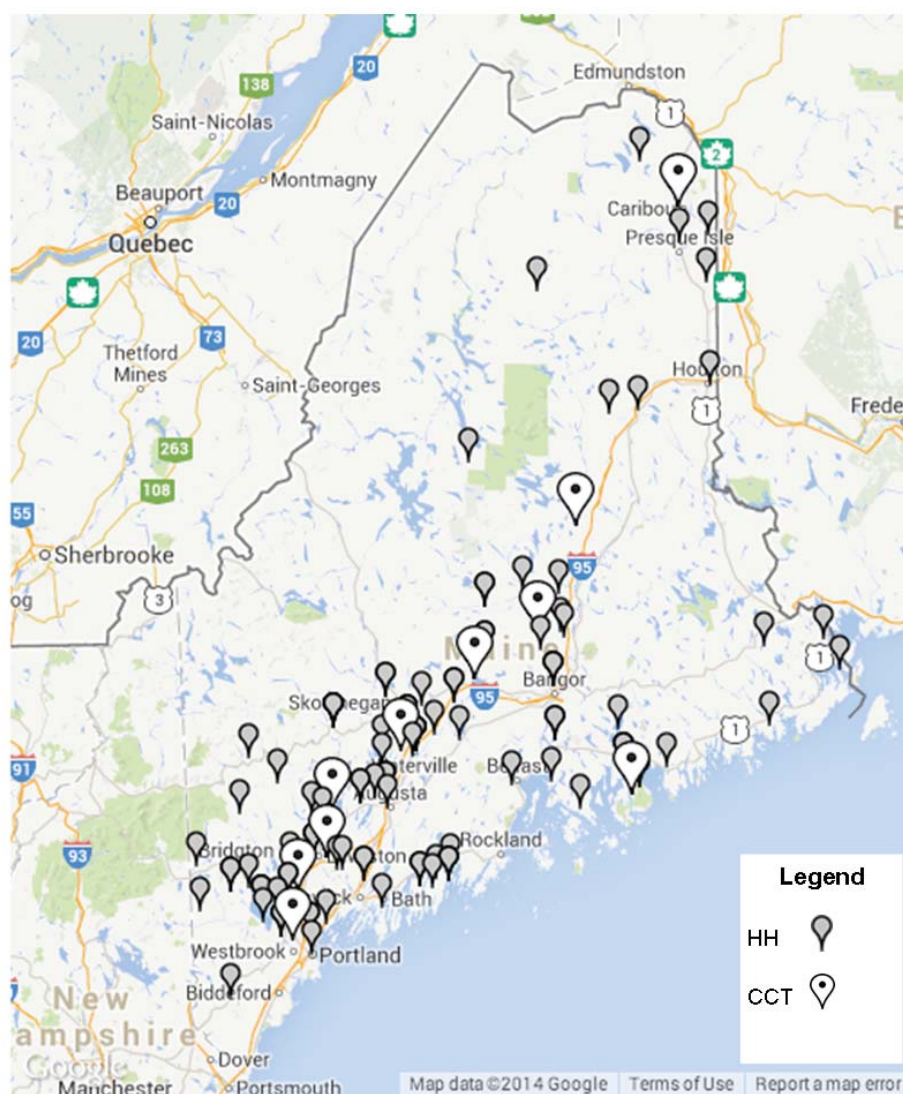 Edmundston
20
138
1
Saint-Nicolas
2
Montmagny
Beauport
20
Caribou
Quebec
Presque Isle
20
73
Thetford
Mines
Saint-Georges
Houlton
1
Frede
263
108
55
Sherbrooke
og
3
95
Maine
1
Bangor
Skowhegan
95
1
91
Waterville
Belfast
Augusta
Rockland
93
Bridgton
Lewiston
Bath
Westbrook
Portland
Biddeford
New
ampshire
Dover
Google
Manchester
Portsmouth
Legend
HH
CCT
Map data ©2014 Google
Terms of Use
Report a map error